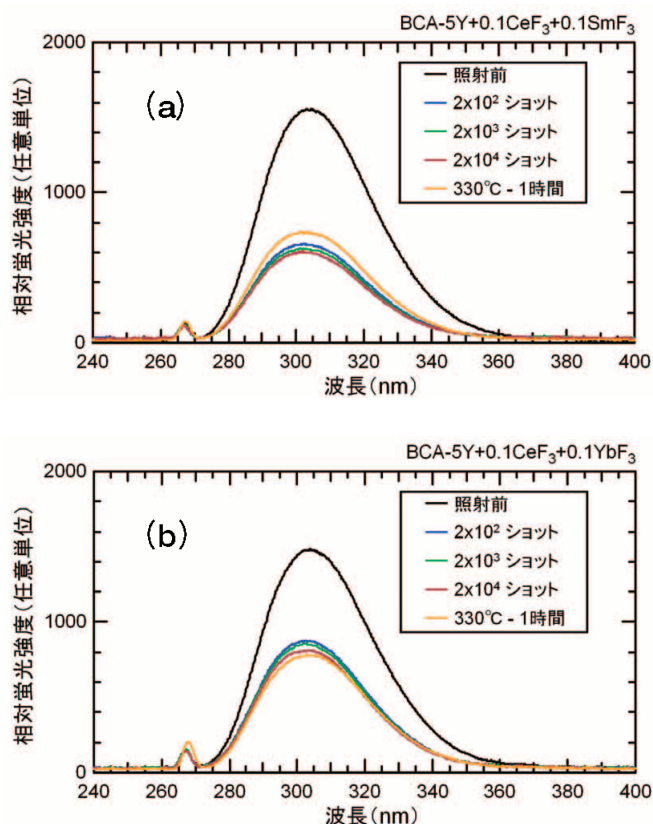 BCA-5Y+0.1CeF₃+0.1SmF₃
2000
1000
0
相対蛍光強度(任意単位)
(a)
照射前
2x10² ショット
2x10³ ショット
2x10⁴ ショット
330℃ - 1時間
240 260 280 300 320 340 360 380 400
波長(nm)
BCA-5Y+0.1CeF₃+0.1YbF₃
2000
1000
0
相対蛍光強度(任意単位)
(b)
照射前
2x10² ショット
2x10³ ショット
2x10⁴ ショット
330℃ - 1時間
240 260 280 300 320 340 360 380 400
波長(nm)